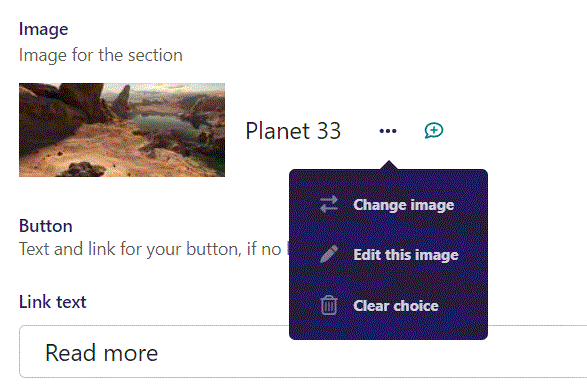 Image
Image for the section
Planet 33
Change image
Edit this image
Clear choice
Button
Text and link for your button, if no
Link text
Read more